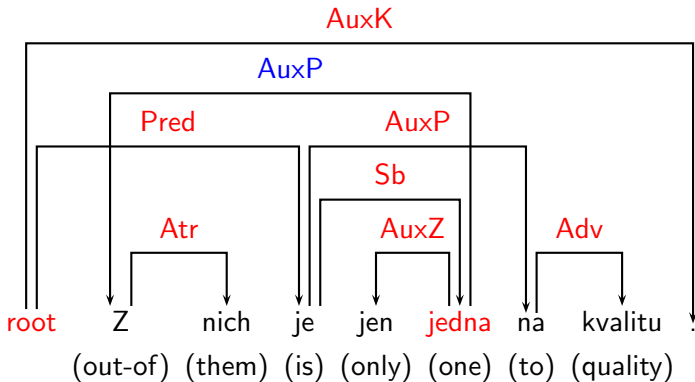 AuxK
AuxP
Pred AuxP
Sb
Atr AuxZ Adv
root Z nich je jen jedna na kvalitu .
(out-of) (them) (is) (only) (one) (to) (quality)